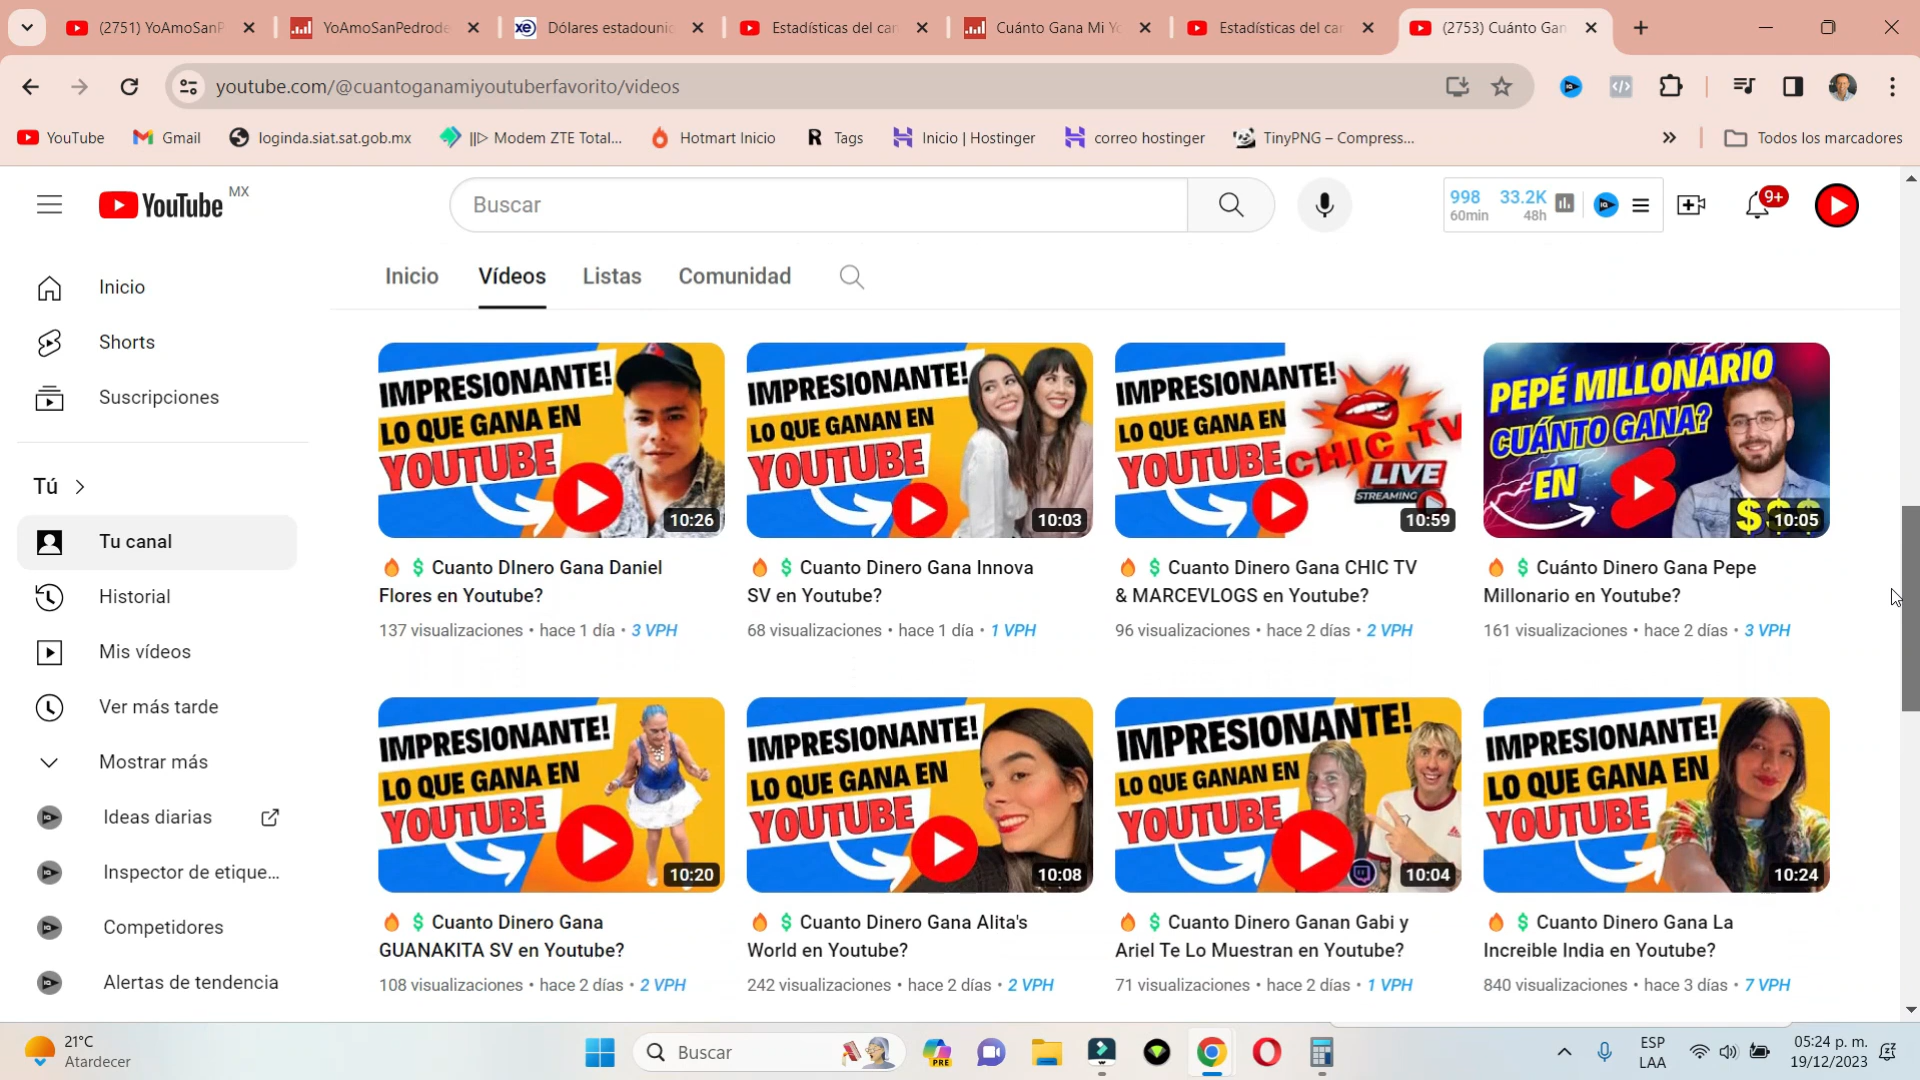 (2751) YoAmoSanP
YoAmoSanPedrode
Dólares estadounic
Estadísticas del can
Cuánto Gana Mi Yo
Estadísticas del can
(2753) Cuánto Gan
youtube.com/@cuantoganamiyoutuberfavorito/videos
YouTube
Gmail
loginda.siat.sat.gob.mx
||▷ Modem ZTE Total...
Hotmart Inicio
Tags
Inicio | Hostinger
correo hostinger
TinyPNG – Compress...
»
Todos los marcadores
YouTube MX
Buscar
998 33.2K
60min 48h
9+
Inicio
Shorts
Suscripciones
Tú
Tu canal
Historial
Mis vídeos
Ver más tarde
Mostrar más
Ideas diarias
Inspector de etique...
Competidores
Alertas de tendencia
Inicio Vídeos Listas Comunidad
IMPRESIONANTE!
LO QUE GANA EN
YOUTUBE
10:26
🔥 $ Cuanto DInero Gana Daniel
Flores en Youtube?
137 visualizaciones • hace 1 día • 3 VPH
IMPRESIONANTE!
LO QUE GANAN EN
YOUTUBE
10:03
🔥 $ Cuanto Dinero Gana Innova
SV en Youtube?
68 visualizaciones • hace 1 día • 1 VPH
IMPRESIONANTE!
LO QUE GANA EN
YOUTUBE
CHIC TV
LIVE
STREAMING
10:59
🔥 $ Cuanto Dinero Gana CHIC TV
& MARCEVLOGS en Youtube?
96 visualizaciones • hace 2 días • 2 VPH
PEPÉ MILLONARIO
CUÁNTO GANA?
EN
$$$
10:05
🔥 $ Cuánto Dinero Gana Pepe
Millonario en Youtube?
161 visualizaciones • hace 2 días • 3 VPH
IMPRESIONANTE!
LO QUE GANA EN
YOUTUBE
10:20
🔥 $ Cuanto Dinero Gana
GUANAKITA SV en Youtube?
108 visualizaciones • hace 2 días • 2 VPH
IMPRESIONANTE!
LO QUE GANA EN
YOUTUBE
10:08
🔥 $ Cuanto Dinero Gana Alita's
World en Youtube?
242 visualizaciones • hace 2 días • 2 VPH
IMPRESIONANTE!
LO QUE GANAN EN
YOUTUBE
10:04
🔥 $ Cuanto Dinero Ganan Gabi y
Ariel Te Lo Muestran en Youtube?
71 visualizaciones • hace 2 días • 1 VPH
IMPRESIONANTE!
LO QUE GANA EN
YOUTUBE
10:24
🔥 $ Cuanto Dinero Gana La
Increible India en Youtube?
840 visualizaciones • hace 3 días • 7 VPH
21°C
Atardecer
Buscar
PRE
ESP
LAA
05:24 p. m.
19/12/2023